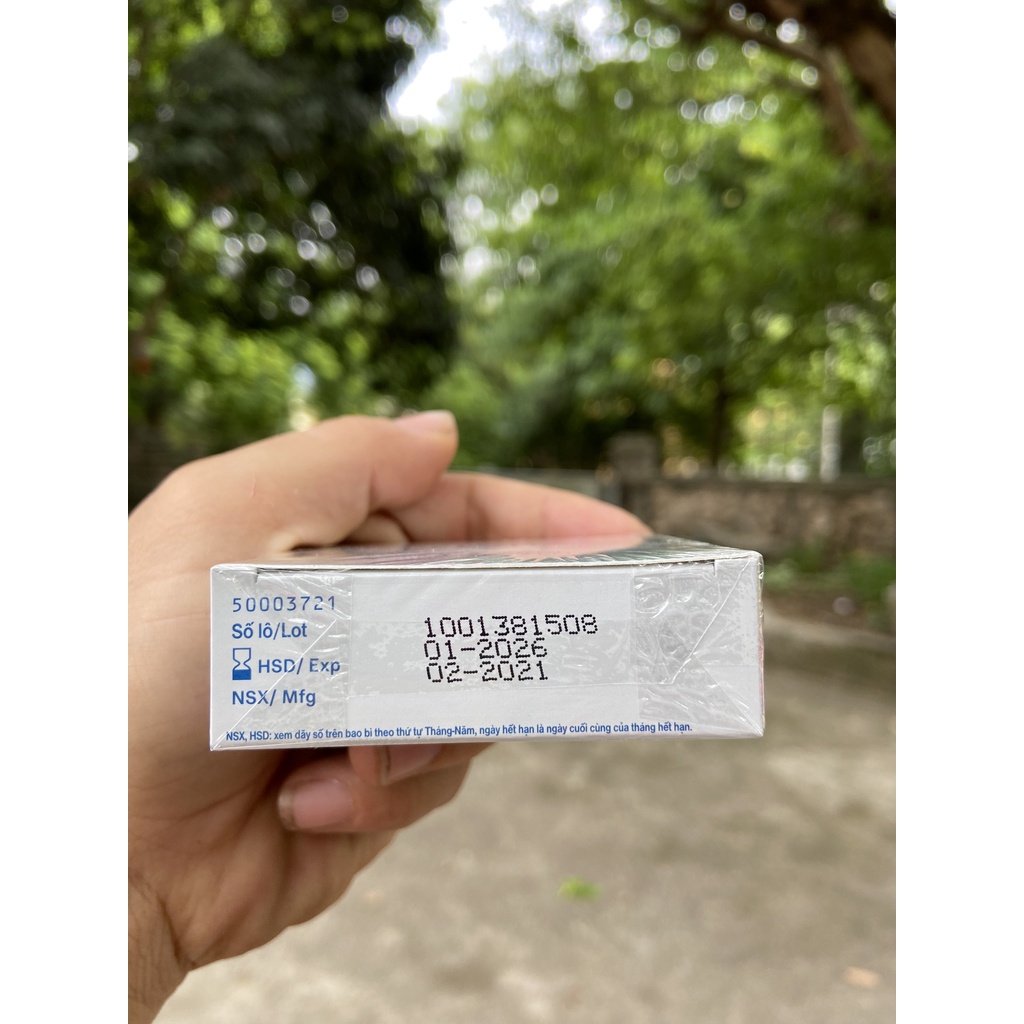 50003721
Số lô/Lot
1001381508
HSD/ Exp
01-2026
NSX/ Mfg
02-2021
NSX, HSD: xem dãy số trên bao bì theo thứ tự Tháng-Năm, ngày hết hạn là ngày cuối cùng của tháng hết hạn.